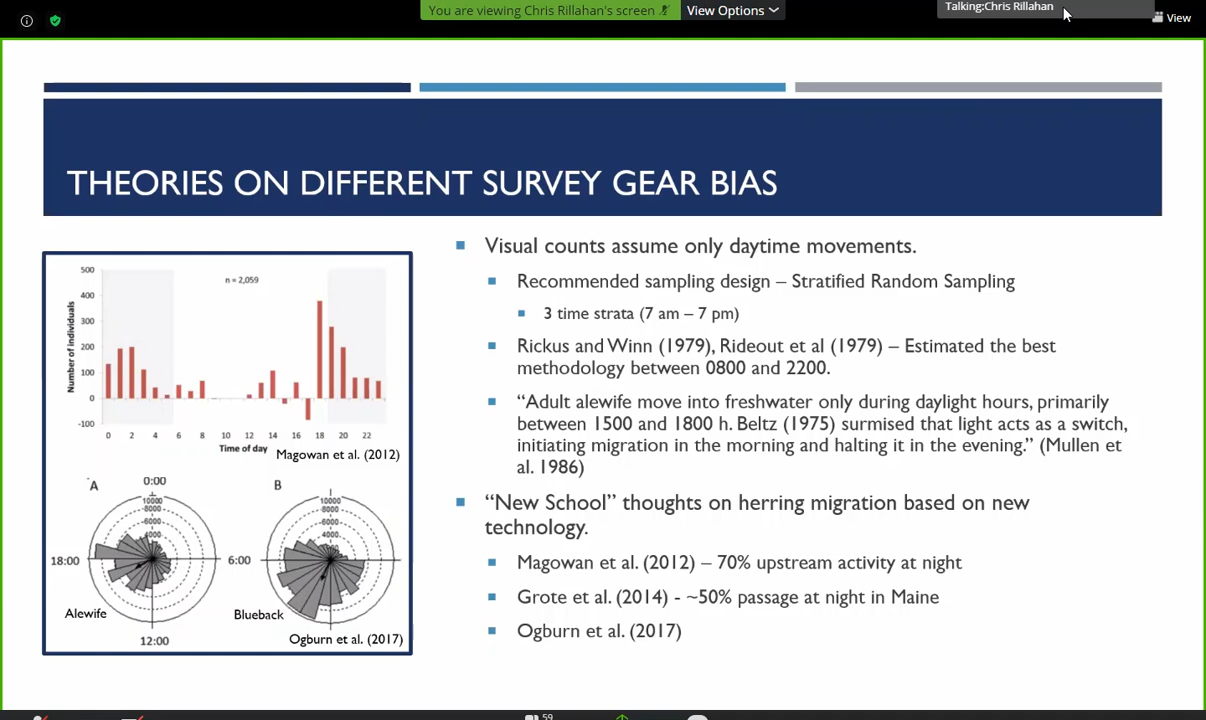 You are viewing Chris Rillahan's screen
View Options
Talking:Chris Rillahan
View
THEORIES ON DIFFERENT SURVEY GEAR BIAS
500
400
300
200
100
0
-100
Number of individuals
n = 2,059
0 2 4 6 8 10 12 14 16 18 20 22
Time of day
Magowan et al. (2012)
A
0:00
B
10000
8000
6000
4000
10000
8000
6000
4000
18:00
6:00
Alewife
Blueback
12:00
Ogburn et al. (2017)
Visual counts assume only daytime movements.
Recommended sampling design – Stratified Random Sampling
3 time strata (7 am – 7 pm)
Rickus and Winn (1979), Rideout et al (1979) – Estimated the best
methodology between 0800 and 2200.
“Adult alewife move into freshwater only during daylight hours, primarily
between 1500 and 1800 h. Beltz (1975) surmised that light acts as a switch,
initiating migration in the morning and halting it in the evening.” (Mullen et
al. 1986)
“New School” thoughts on herring migration based on new
technology.
Magowan et al. (2012) – 70% upstream activity at night
Grote et al. (2014) - ~50% passage at night in Maine
Ogburn et al. (2017)
59